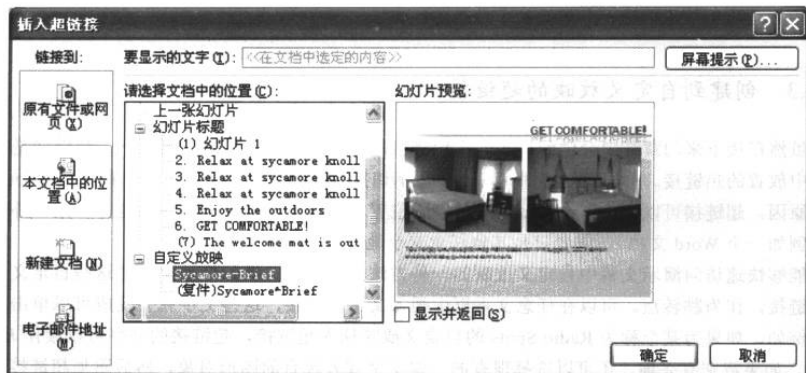 插入超链接
链接到:
要显示的文字(T): <<在文档中选定的内容>>
屏幕提示(P)...
原有文件或网页(X)
本文档中的位置(A)
新建文档(N)
电子邮件地址(M)
请选择文档中的位置(C):
上一张幻灯片
幻灯片标题
(1) 幻灯片 1
2. Relax at sycamore knoll
3. Relax at sycamore knoll
4. Relax at sycamore knoll
5. Enjoy the outdoors
6. GET COMFORTABLE!
(7) The welcome mat is out
自定义放映
Sycamore-Brief
(复件)Sycamore^Brief
幻灯片预览:
GET COMFORTABLE!
显示并返回(S)
确定
取消